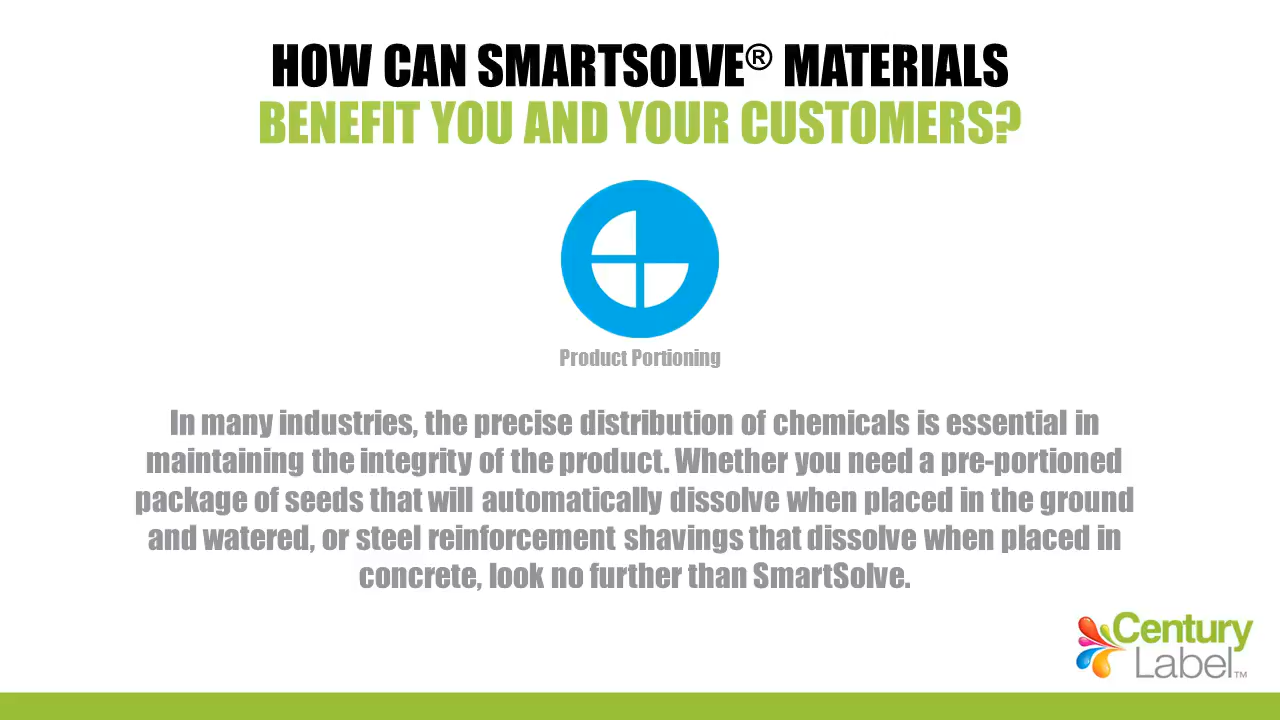 HOW CAN SMARTSOLVE® MATERIALS
BENEFIT YOU AND YOUR CUSTOMERS?
Product Portioning
In many industries, the precise distribution of chemicals is essential in
maintaining the integrity of the product. Whether you need a pre-portioned
package of seeds that will automatically dissolve when placed in the ground
and watered, or steel reinforcement shavings that dissolve when placed in
concrete, look no further than SmartSolve.
Century
Label™